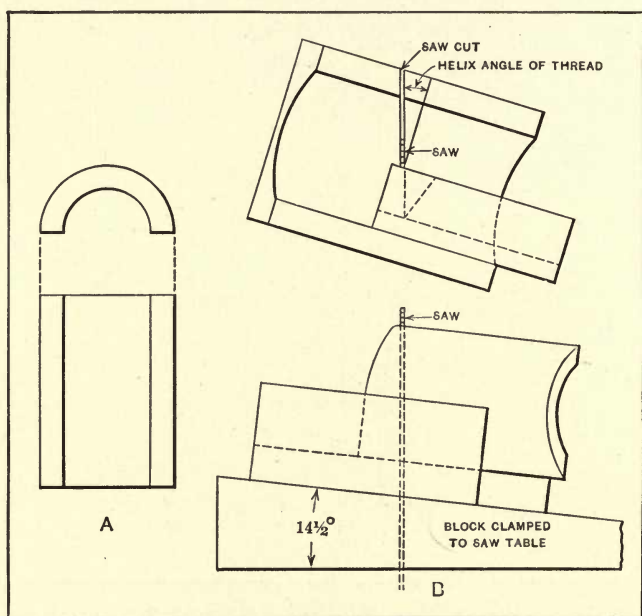 SAW CUT
HELIX ANGLE OF THREAD
SAW
SAW
A
14½°
BLOCK CLAMPED
TO SAW TABLE
B